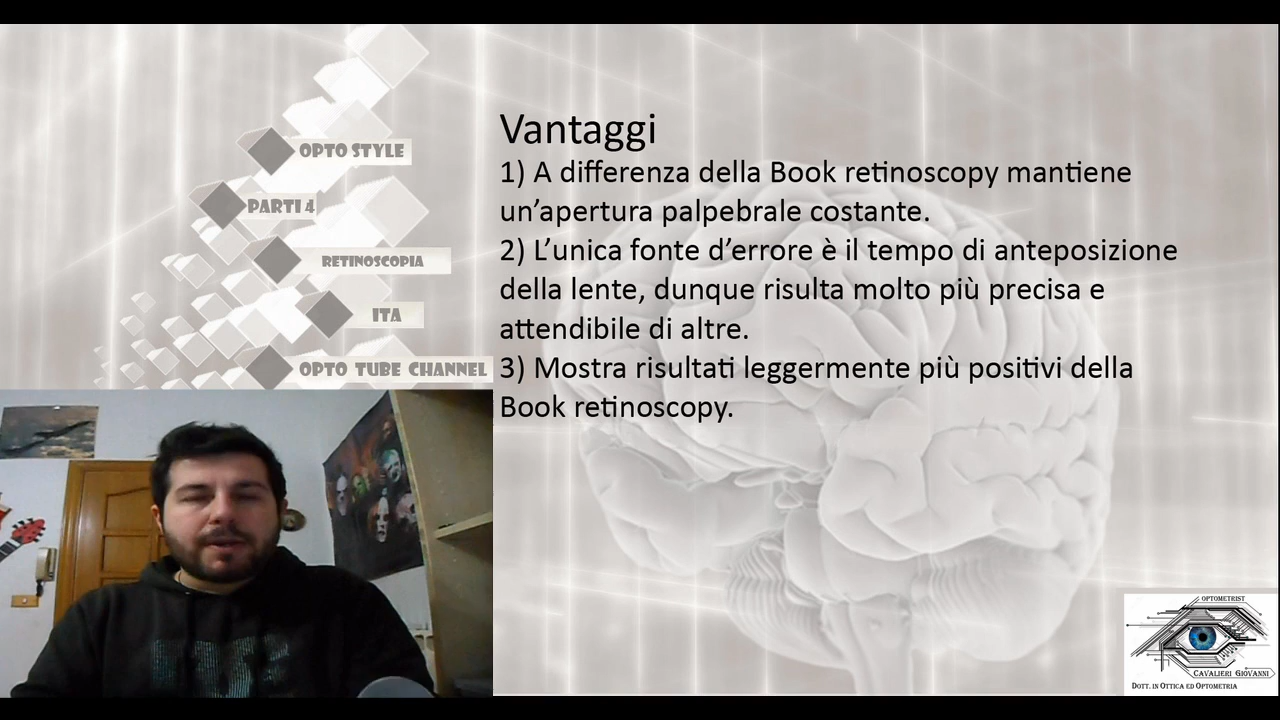 OPTO STYLE
PARTI 4
RETINOSCOPIA
ITA
OPTO TUBE CHANNEL
Vantaggi
1) A differenza della Book retinoscopy mantiene
un’apertura palpebrale costante.
2) L’unica fonte d’errore è il tempo di anteposizione
della lente, dunque risulta molto più precisa e
attendibile di altre.
3) Mostra risultati leggermente più positivi della
Book retinoscopy.
OPTOMETRIST
CAVALIERI GIOVANNI
DOTT. IN OTTICA ED OPTOMETRIA